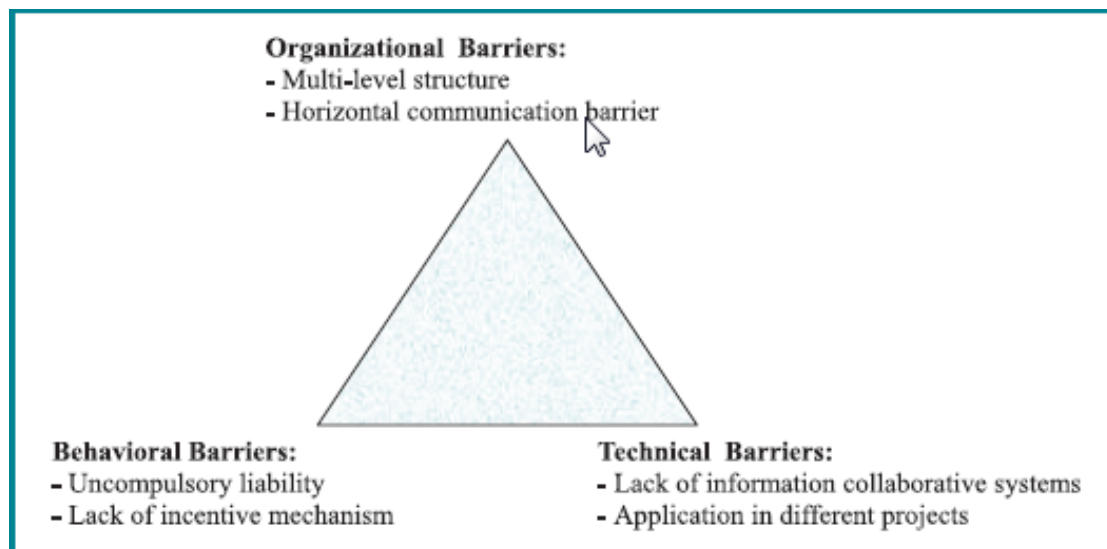 Organizational Barriers:
- Multi-level structure
- Horizontal communication barrier
Behavioral Barriers:
- Uncompulsory liability
- Lack of incentive mechanism
Technical Barriers:
- Lack of information collaborative systems
- Application in different projects